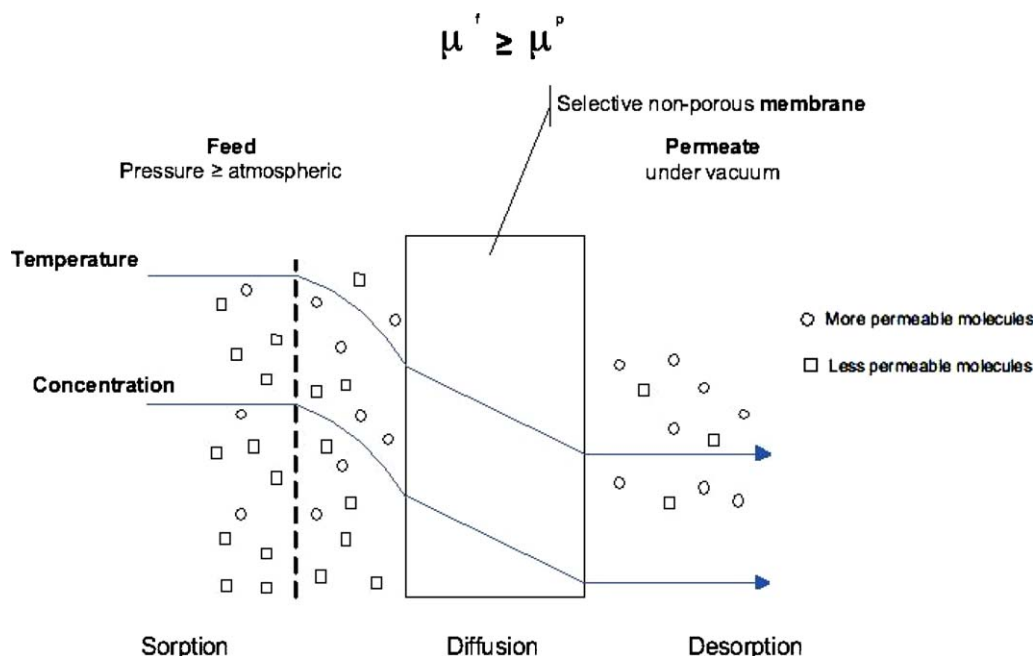 μ f ≥ μ p
Selective non-porous membrane
Feed
Pressure ≥ atmospheric
Permeate
under vacuum
Temperature
More permeable molecules
Less permeable molecules
Concentration
Sorption
Diffusion
Desorption